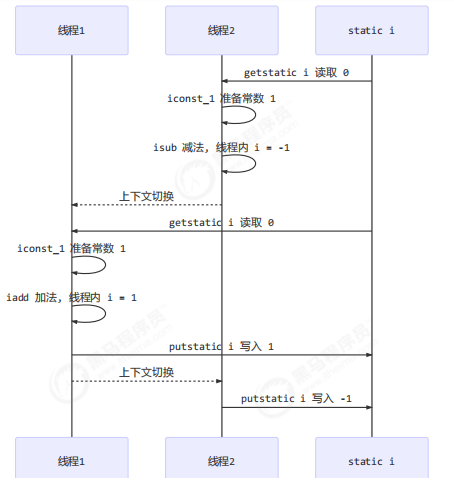 线程1
线程2
static i
getstatic i 读取 0
iconst_1 准备常数 1
isub 减法, 线程内 i = -1
上下文切换
getstatic i 读取 0
iconst_1 准备常数 1
iadd 加法, 线程内 i = 1
putstatic i 写入 1
上下文切换
putstatic i 写入 -1
线程1
线程2
static i